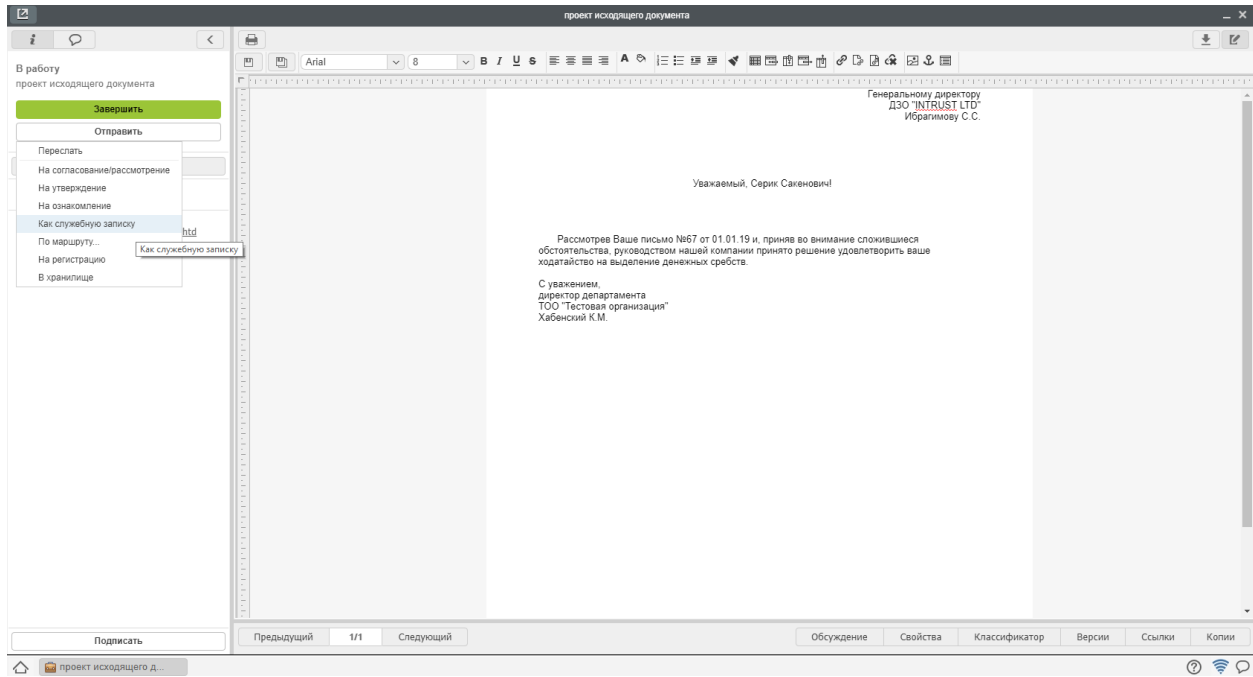 проект исходящего документа
В работу
проект исходящего документа
Завершить
Отправить
Переслать
На согласование/рассмотрение
На утверждение
На ознакомление
Как служебную записку
По маршруту...
На регистрацию
В хранилище
htd
Как служебную записку
Подписать
Arial
8
B I U S
Генеральному директору
ДЗО "INTRUST LTD"
Ибрагимову С.С.
Уважаемый, Серик Сакенович!
Рассмотрев Ваше письмо №67 от 01.01.19 и, приняв во внимание сложившиеся
обстоятельства, руководством нашей компании принято решение удовлетворить ваше
ходатайство на выделение денежных сребств.
С уважением,
директор департамента
ТОО "Тестовая организация"
Хабенский К.М.
Предыдущий 1/1 Следующий
Обсуждение Свойства Классификатор Версии Ссылки Копии
проект исходящего д...